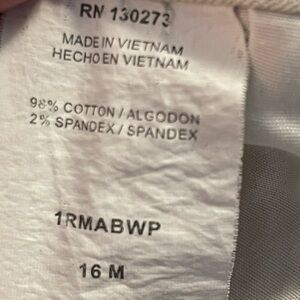 RN 130273
MADE IN VIETNAM
HECHO EN VIETNAM
98% COTTON / ALGODON
2% SPANDEX / SPANDEX
1RMABWP
16 M